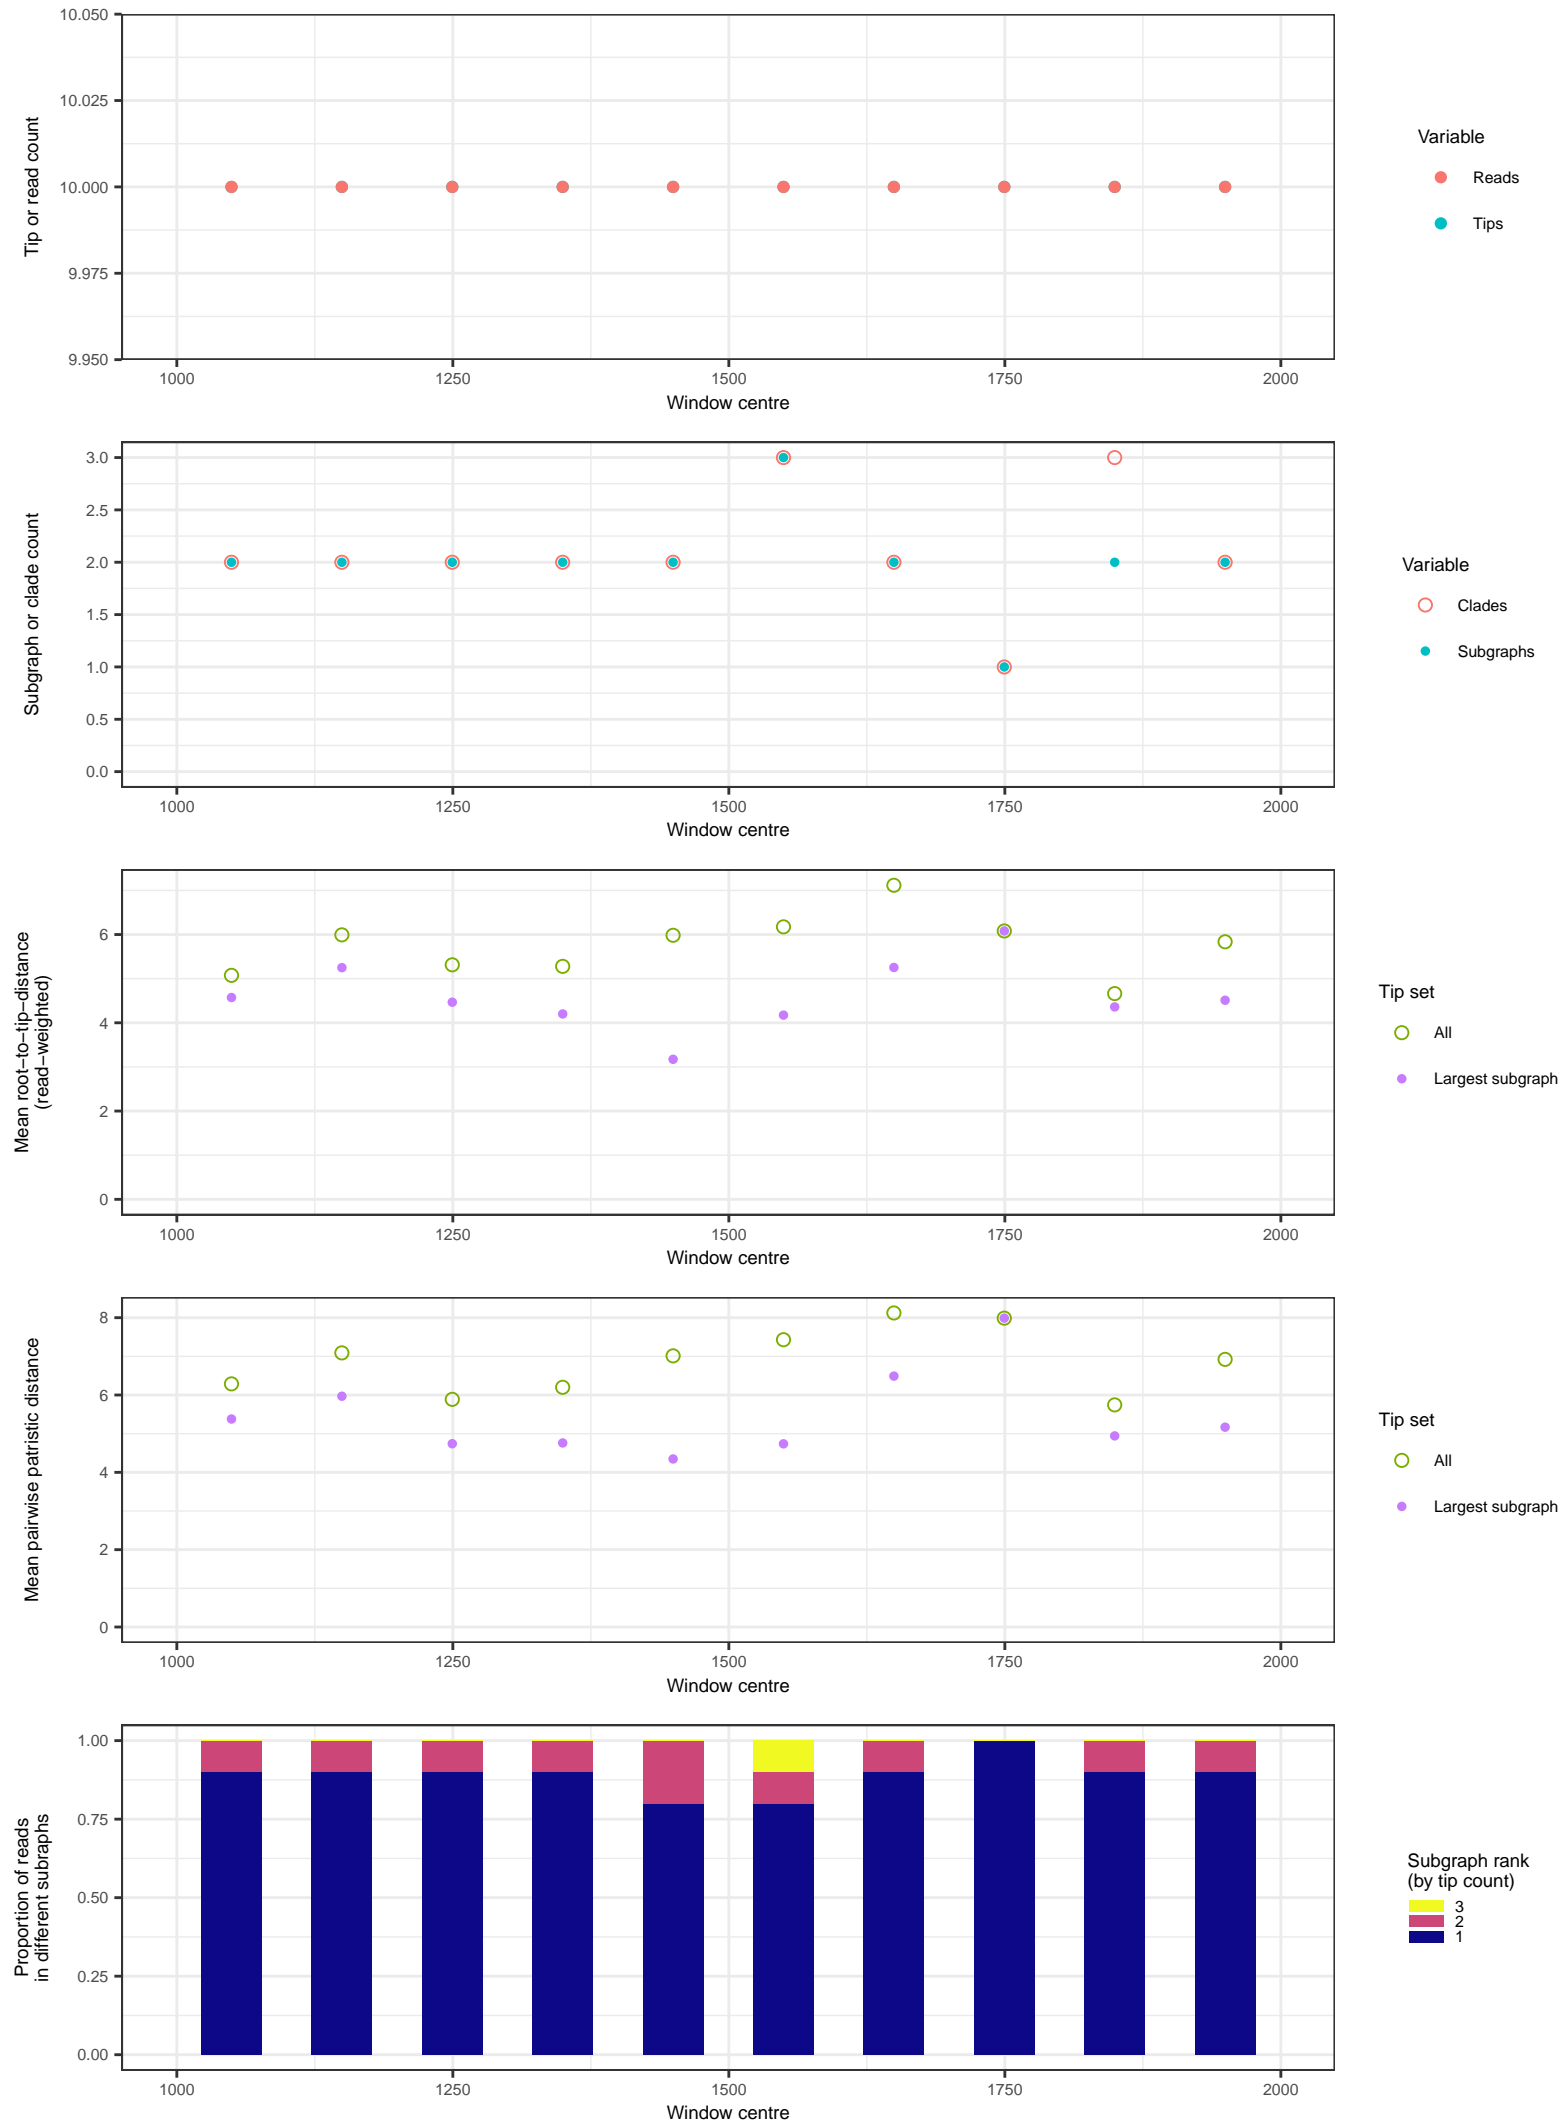 10.050
10.025
10.000
9.975
9.950
Tip or read count
1000
1250
1500
1750
2000
Window centre
Variable
Reads
Tips
3.0
2.5
2.0
1.5
1.0
0.5
0.0
Subgraph or clade count
1000
1250
1500
1750
2000
Window centre
Variable
Clades
Subgraphs
6
4
2
0
Mean root−to−tip−distance
(read−weighted)
1000
1250
1500
1750
2000
Window centre
Tip set
All
Largest subgraph
8
6
4
2
0
Mean pairwise patristic distance
1000
1250
1500
1750
2000
Window centre
Tip set
All
Largest subgraph
1.00
0.75
0.50
0.25
0.00
Proportion of reads
in different subraphs
1000
1250
1500
1750
2000
Window centre
Subgraph rank
(by tip count)
3
2
1